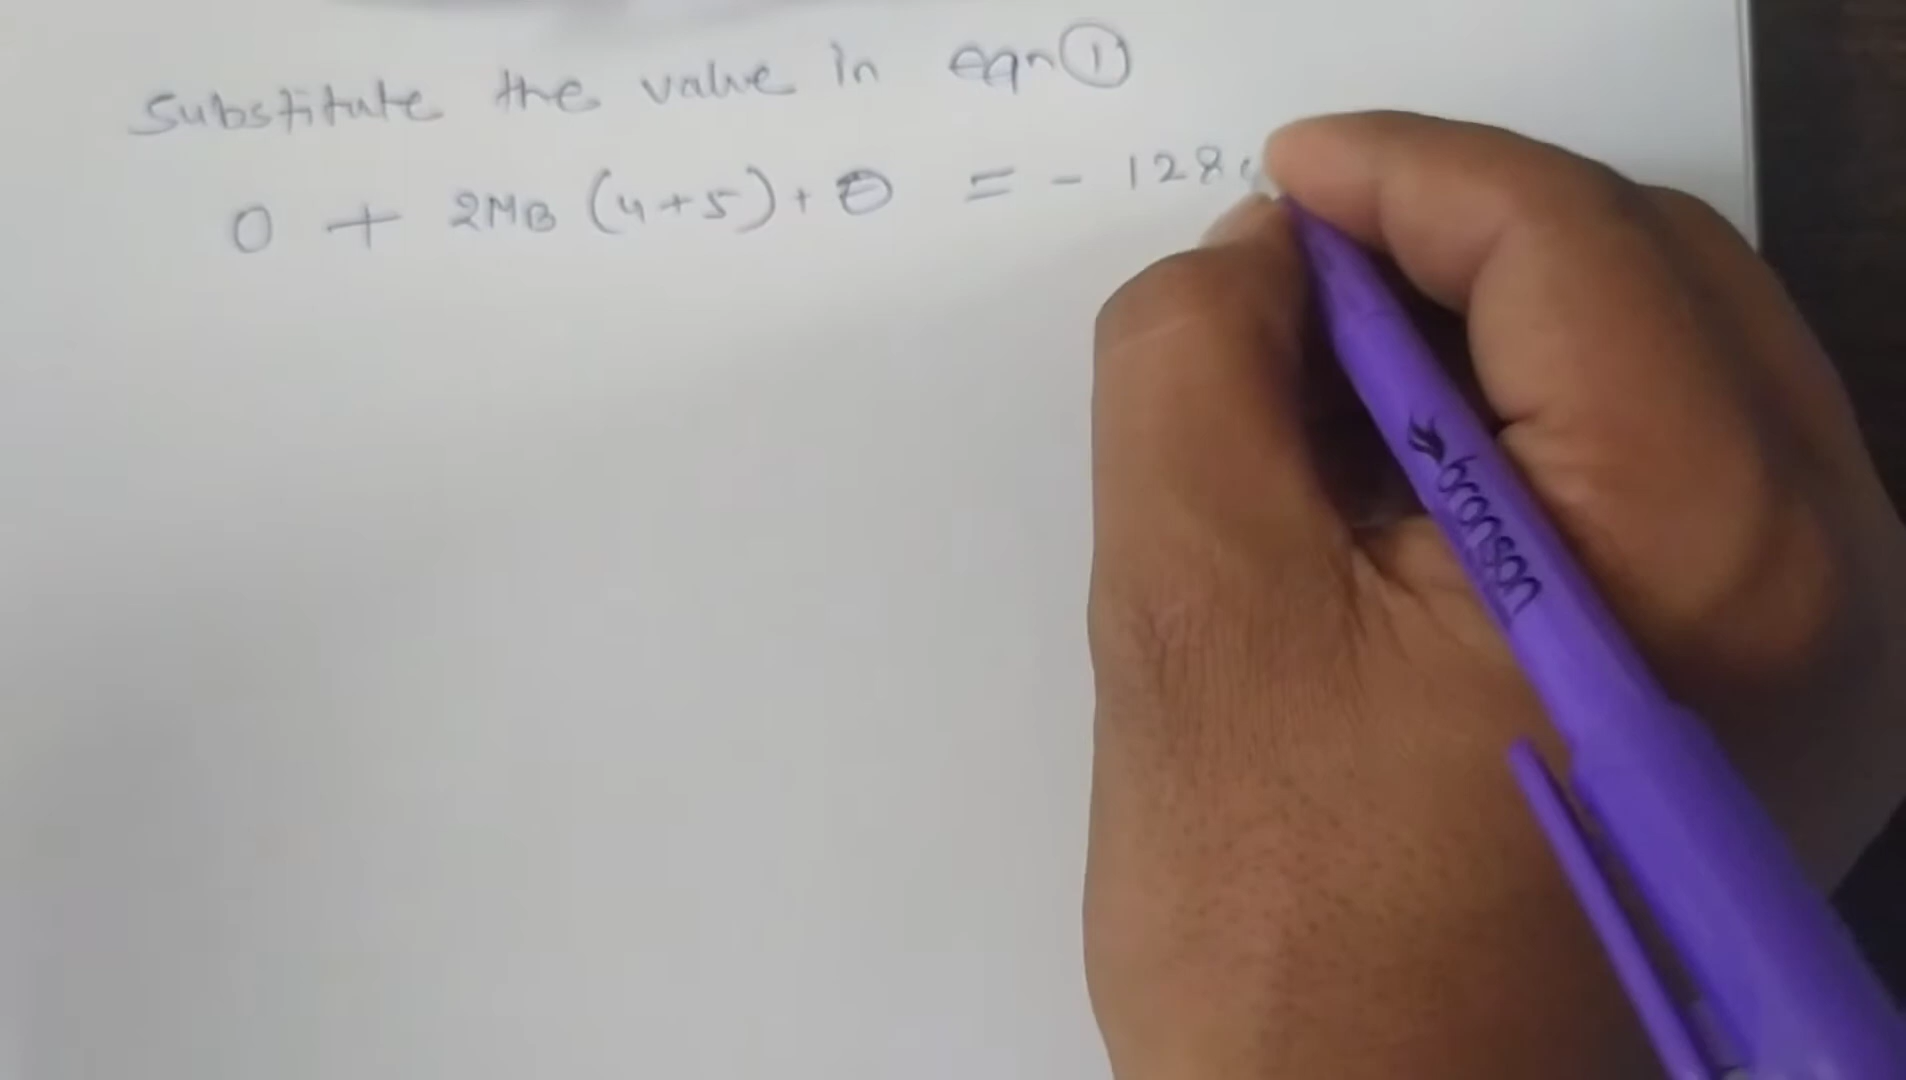 Substitute the value in eqn ①
0 + 2MB (4+5) + 0 = - 128
bronson